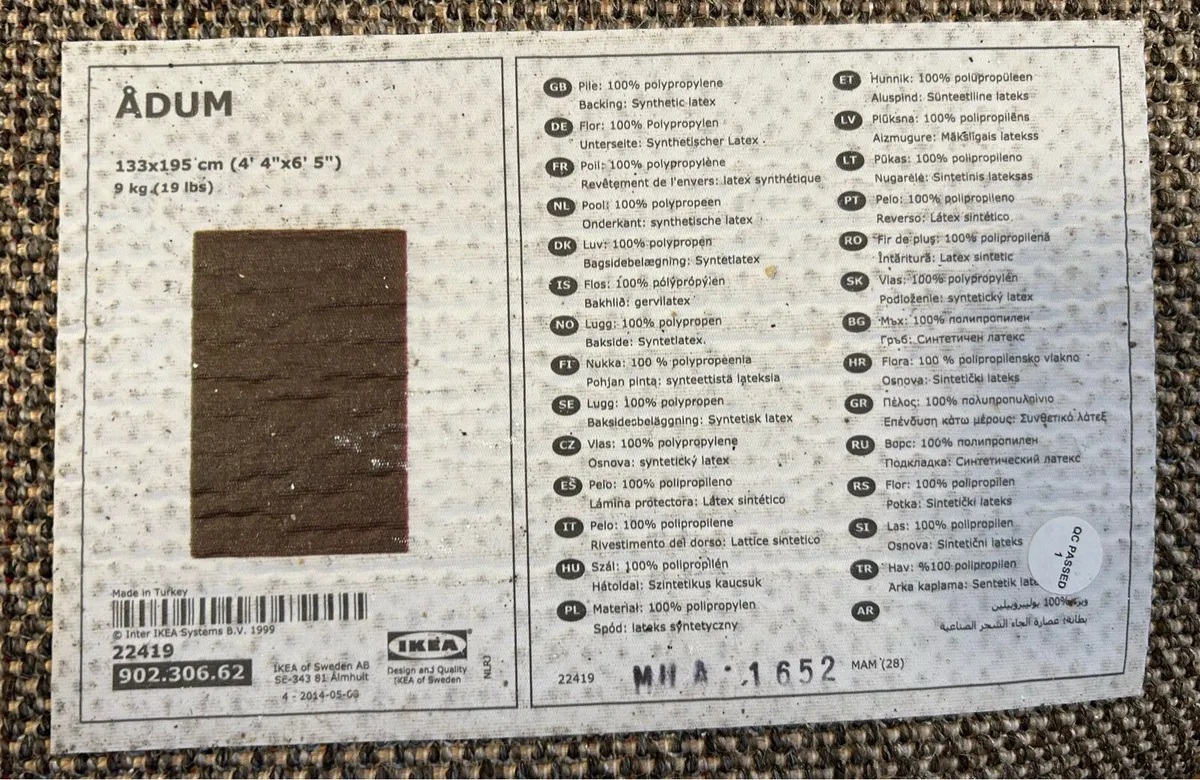 ÅDUM
133x195 cm (4' 4"x6' 5")
9 kg (19 lbs)
Made in Turkey
© Inter IKEA Systems B.V. 1999
22419
902.306.62
IKEA of Sweden AB
SE-343 81 Älmhult
4 - 2014-05-08
IKEA
Design and Quality
IKEA of Sweden
NLRJ
GB Pile: 100% polypropylene
Backing: Synthetic latex
DE Flor: 100% Polypropylen
Unterseite: Synthetischer Latex
FR Poil: 100% polypropylène
Revêtement de l'envers: latex synthétique
NL Pool: 100% polypropeen
Onderkant: synthetische latex
DK Luv: 100% polypropen
Bagsidebelægning: Syntetlatex
IS Flos: 100% pólýprópýlen
Bakhlið: gervilatex
NO Lugg: 100% polypropen
Bakside: Syntetlatex.
FI Nukka: 100 % polypropeenia
Pohjan pinta: synteettistä lateksia
SE Lugg: 100% polypropen
Baksidesbeläggning: Syntetisk latex
CZ Vlas: 100% polypropylene
Osnova: syntetický latex
ES Pelo: 100% polipropileno
Lámina protectora: Látex sintético
IT Pelo: 100% polipropilene
Rivestimento del dorso: Lattice sintetico
HU Szál: 100% polipropilén
Hátoldal: Szintetikus kaucsuk
PL Materiał: 100% polipropylen
Spód: lateks syntetyczny
22419
MHA 1652
MAM (28)
ET Hunnik: 100% polüpropüleen
Aluspind: Sünteetiline lateks
LV Plūksna: 100% polipropilēns
Aizmugure: Mākslīgais latekss
LT Pūkas: 100% polipropileno
Nugarėlė: Sintetinis lateksas
PT Pelo: 100% polipropileno
Reverso: Látex sintético
RO Fir de pluş: 100% polipropilenă
Întăritură: Latex sintetic
SK Vlas: 100% polypropylén
Podloženie: syntetický latex
BG Мъх: 100% полипропилен
Гръб: Синтетичен латекс
HR Flora: 100 % polipropilensko vlakno
Osnova: Sintetički lateks
GR Πέλος: 100% πολυπροπυλαίνιο
Επένδυση κάτω μέρους: Συνθετικό λάτεξ
RU Ворс: 100% полипропилен
Подкладка: Синтетический латекс
RS Flor: 100% polipropilen
Potka: Sintetički lateks
SI Las: 100% polipropilen
Osnova: Sintetični lateks
TR Hav: %100 polipropilen
Arka kaplama: Sentetik
AR 100% بوليبروبيلين
بطانة: عصارة لحاء الشجر الصناعية
QC PASSED
1